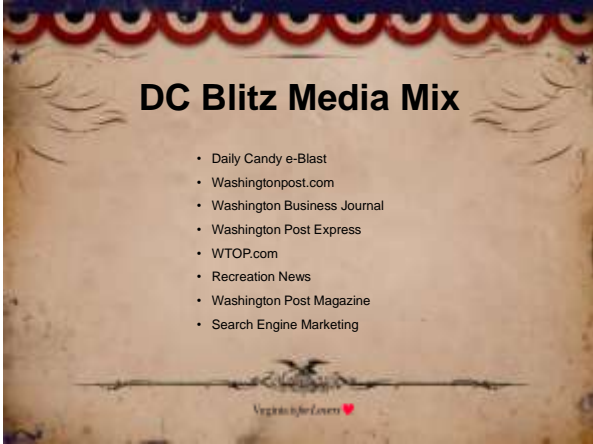 DC Blitz Media Mix
• Daily Candy e-Blast
• Washingtonpost.com
• Washington Business Journal
• Washington Post Express
• WTOP.com
• Recreation News
• Washington Post Magazine
• Search Engine Marketing
Virginia is for Lovers